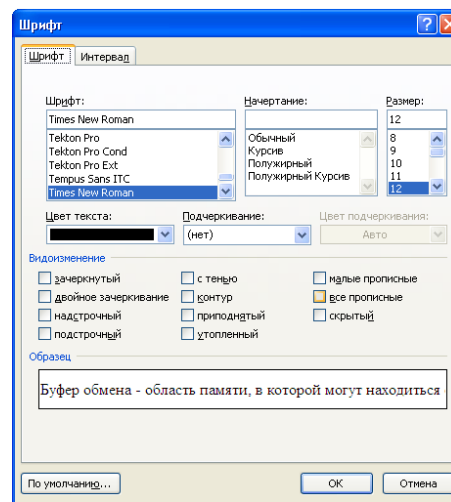 Шрифт
Шрифт Интервал
Шрифт: Начертание: Размер:
Times New Roman 12
Tekton Pro Обычный 8
Tekton Pro Cond Курсив 9
Tekton Pro Ext Полужирный 10
Tempus Sans ITC Полужирный Курсив 11
Times New Roman 12
Цвет текста: Подчеркивание: Цвет подчеркивания:
(нет) Авто
Видоизменение
зачеркнутый с тенью малые прописные
двойное зачеркивание контур все прописные
надстрочный приподнятый скрытый
подстрочный утопленный
Образец
Буфер обмена - область памяти, в которой могут находиться
По умолчанию... ОК Отмена